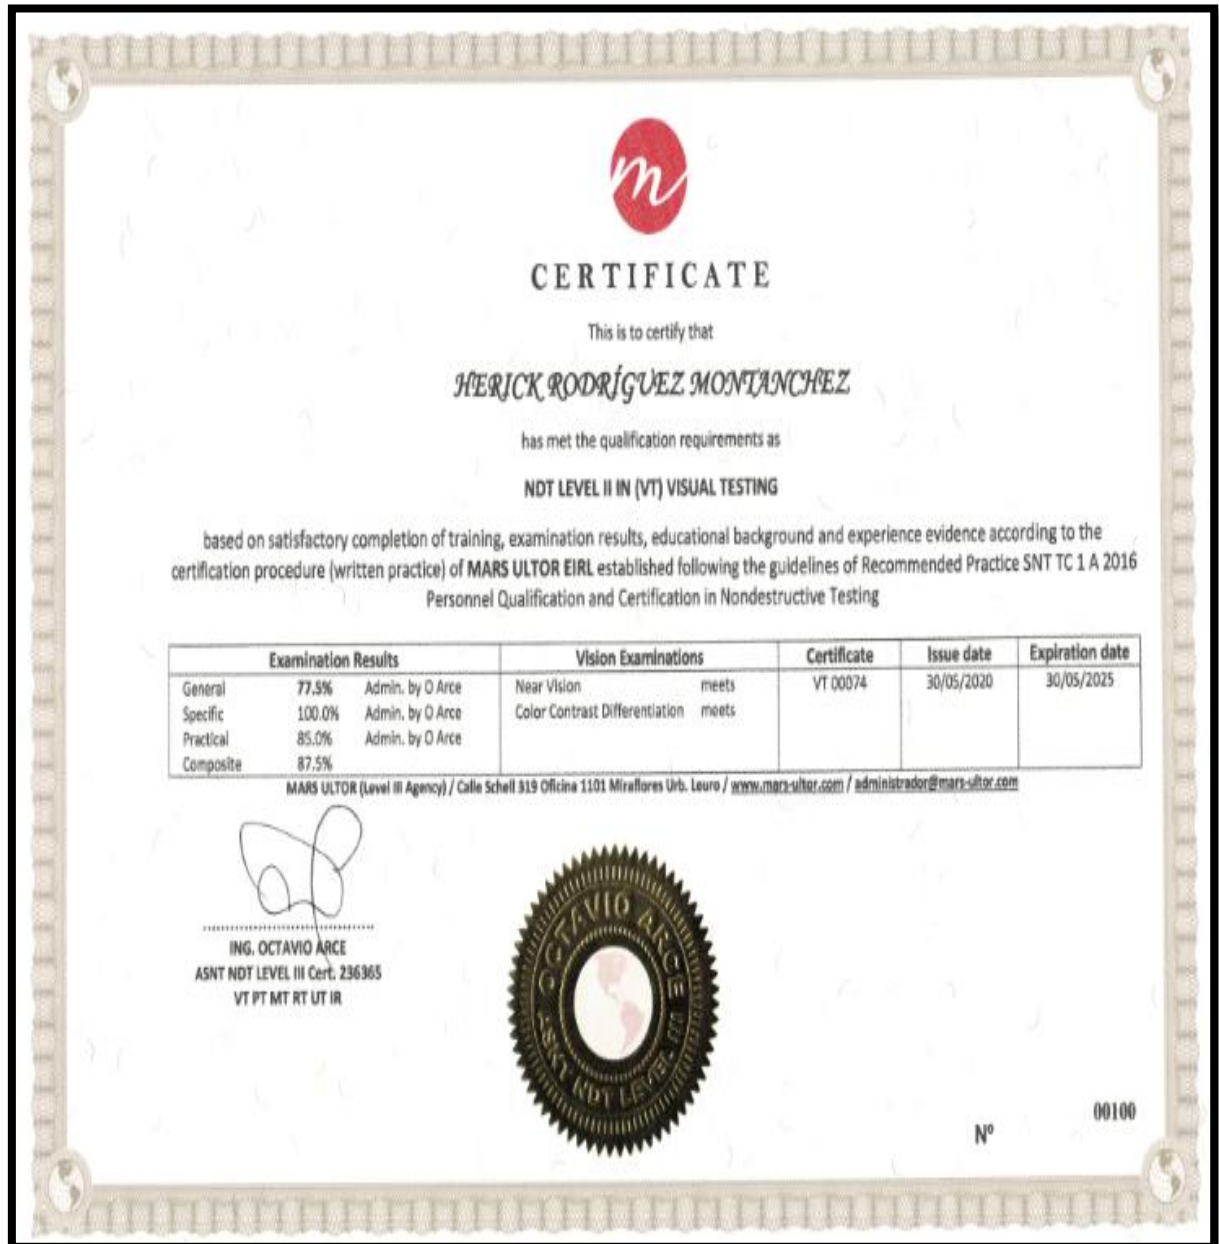 m
CERTIFICATE
This is to certify that
HERICK RODRÍGUEZ MONTANCHEZ
has met the qualification requirements as
NDT LEVEL II IN (VT) VISUAL TESTING
based on satisfactory completion of training, examination results, educational background and experience evidence according to the
certification procedure (written practice) of MARS ULTOR EIRL established following the guidelines of Recommended Practice SNT TC 1 A 2016
Personnel Qualification and Certification in Nondestructive Testing
Examination Results Vision Examinations Certificate Issue date Expiration date
General 77.5% Admin. by O Arce Near Vision meets VT 00074 30/05/2020 30/05/2025
Specific 100.0% Admin. by O Arce Color Contrast Differentiation meets
Practical 85.0% Admin. by O Arce
Composite 87.5%
MARS ULTOR (Level III Agency) / Calle Schell 319 Oficina 1101 Miraflores Urb. Leuro / www.mars-ultor.com / administrador@mars-ultor.com
ING. OCTAVIO ARCE
ASNT NDT LEVEL III Cert. 236365
VT PT MT RT UT IR
OCTAVIO ARCE
ASNT NDT LEVEL III
00100
Nº